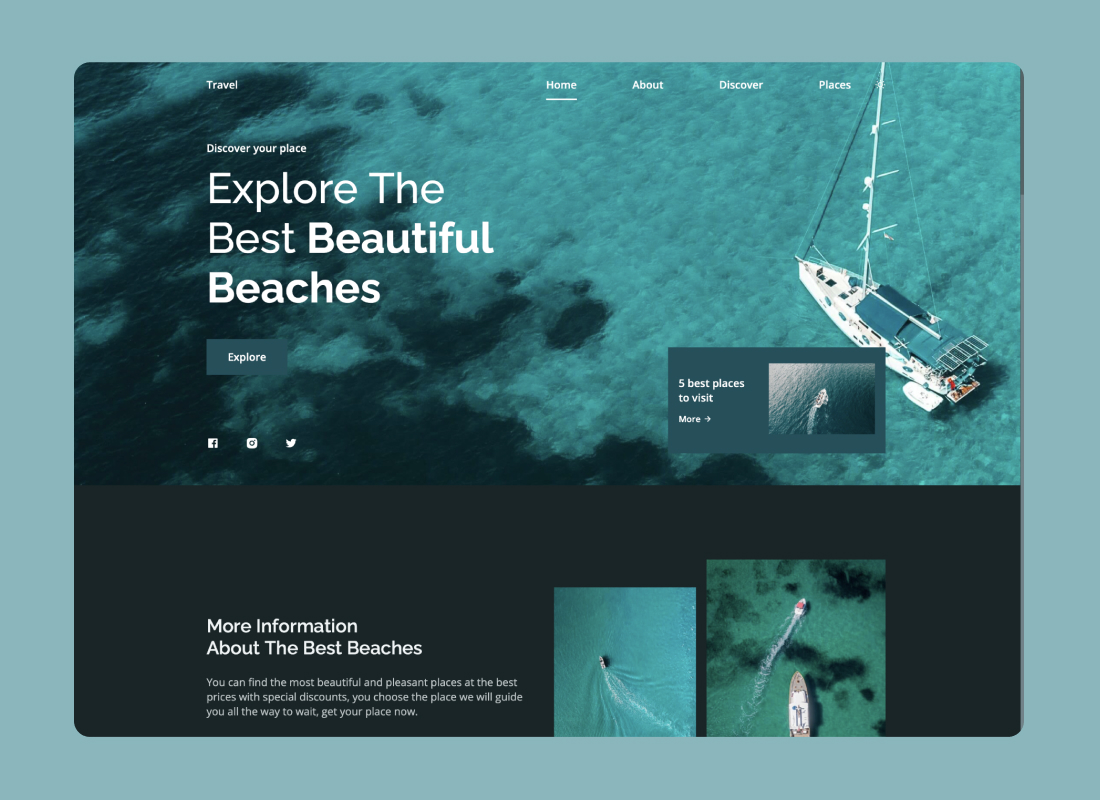 Travel
Home
About
Discover
Places
Discover your place
Explore The
Best Beautiful
Beaches
Explore
5 best places
to visit
More →
More Information
About The Best Beaches
You can find the most beautiful and pleasant places at the best
prices with special discounts, you choose the place we will guide
you all the way to wait, get your place now.